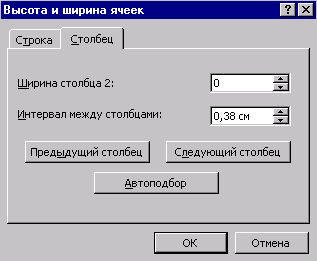 Высота и ширина ячеек
Строка Столбец
Ширина столбца 2: 0
Интервал между столбцами: 0,38 см
Предыдущий столбец Следующий столбец
Автоподбор
ОК Отмена